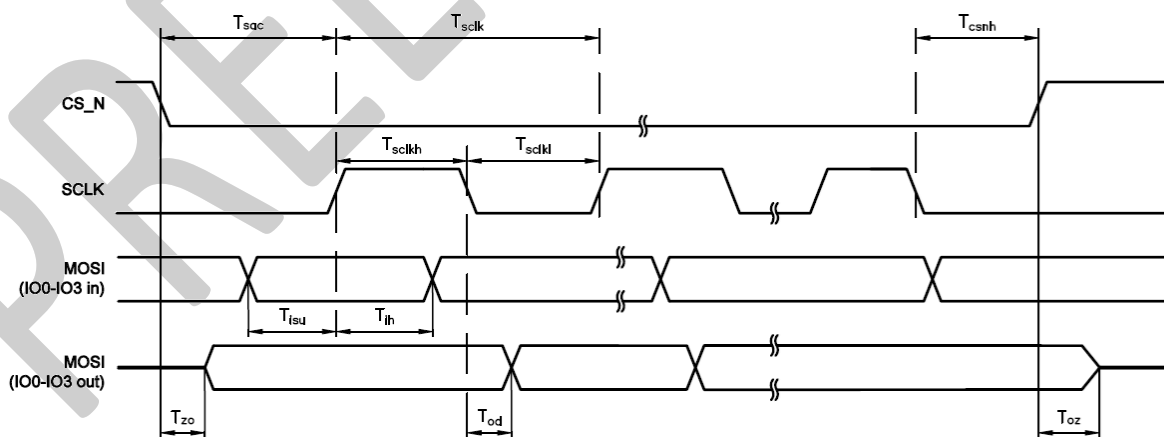 PREL
Tsac
Tsclk
Tcsnh
CS_N
Tsclkh
Tsclkl
SCLK
MOSI
(IO0-IO3 in)
Tisu
Tih
MOSI
(IO0-IO3 out)
Tzo
Tod
Toz